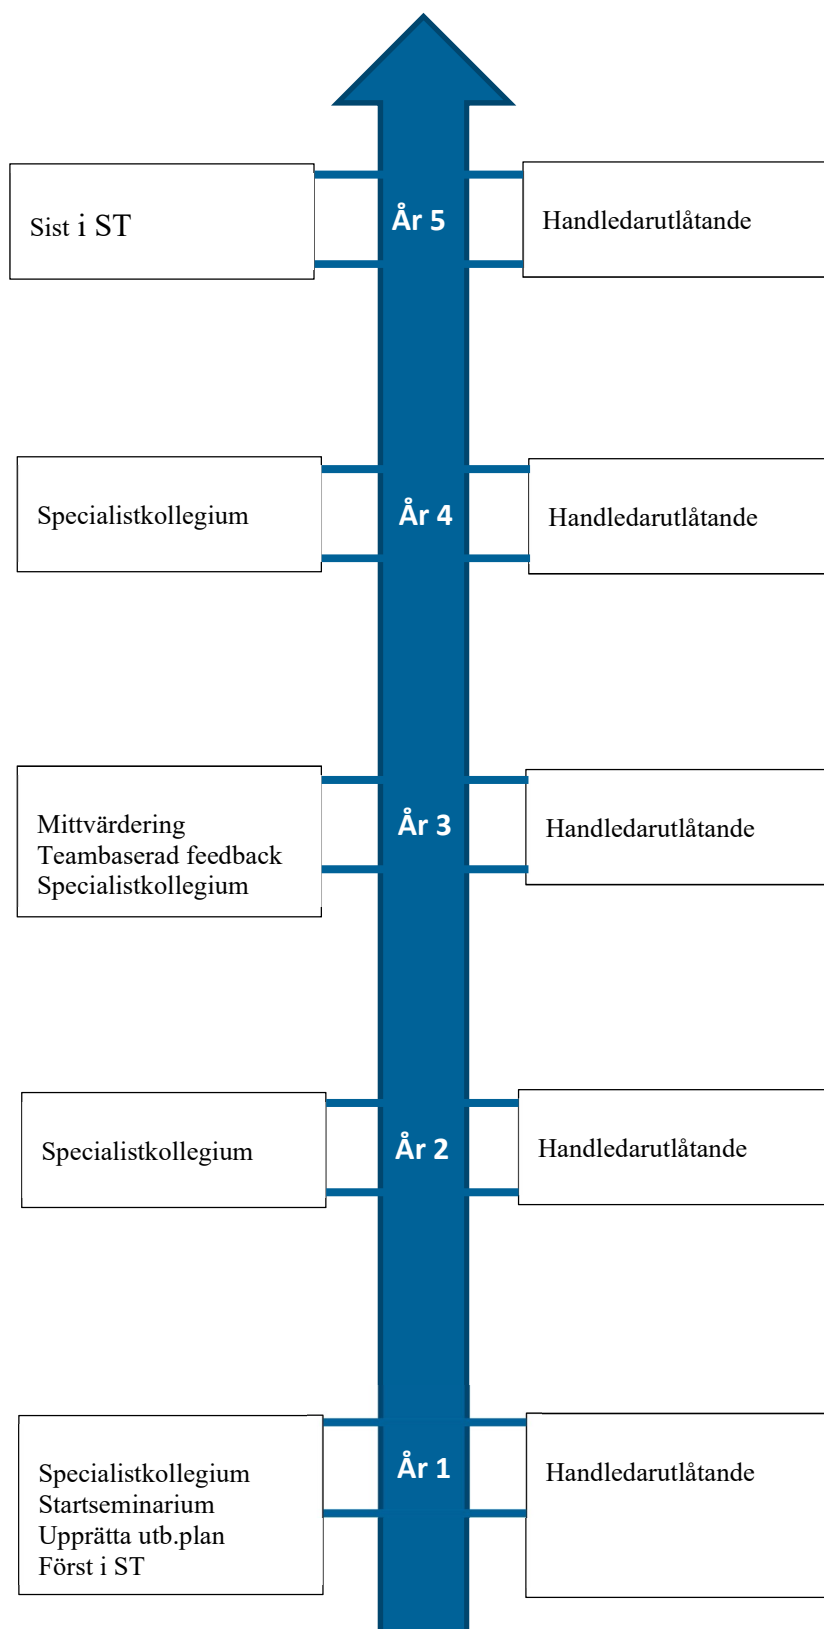 Sist i ST
År 5
Handledarutlåtande
Specialistkollegium
År 4
Handledarutlåtande
Mittvärdering
Teambaserad feedback
Specialistkollegium
År 3
Handledarutlåtande
Specialistkollegium
År 2
Handledarutlåtande
Specialistkollegium
Startseminarium
Upprätta utb.plan
Först i ST
År 1
Handledarutlåtande